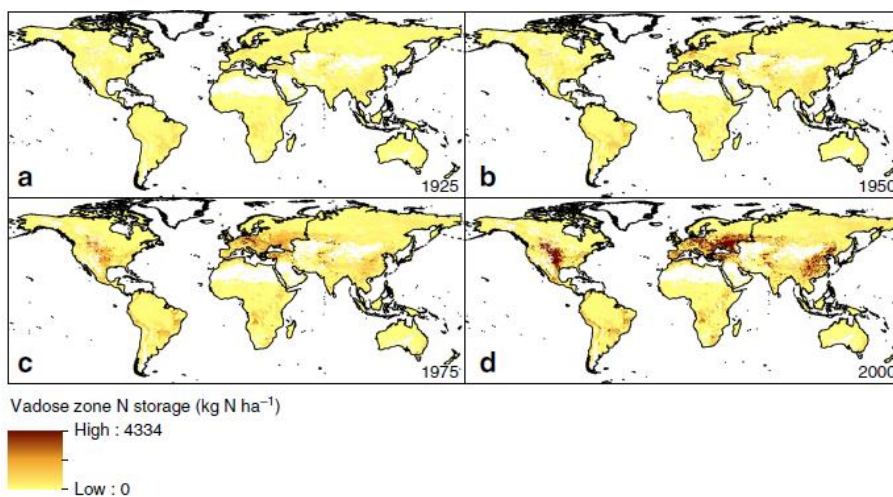 a
1925
b
1950
c
1975
d
2000
Vadose zone N storage (kg N ha⁻¹)
High : 4334
Low : 0